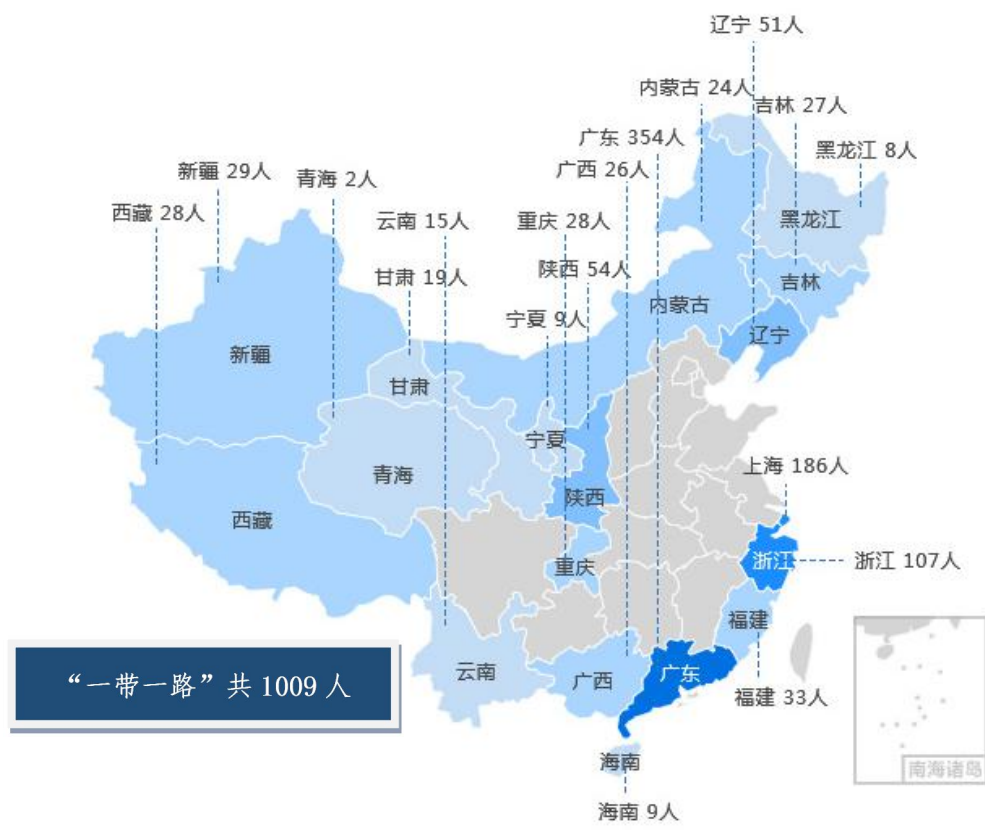 辽宁 51人
内蒙古 24人
吉林 27人
广东 354人
黑龙江 8人
新疆 29人
青海 2人
广西 26人
西藏 28人
云南 15人
重庆 28人
黑龙江
陕西 54人
甘肃 19人
吉林
内蒙古
宁夏 9人
辽宁
新疆
甘肃
宁夏
青海
上海 186人
陕西
西藏
浙江
浙江 107人
重庆
福建
云南
广西
广东
“一带一路”共 1009 人
福建 33人
海南
南海诸岛
海南 9人